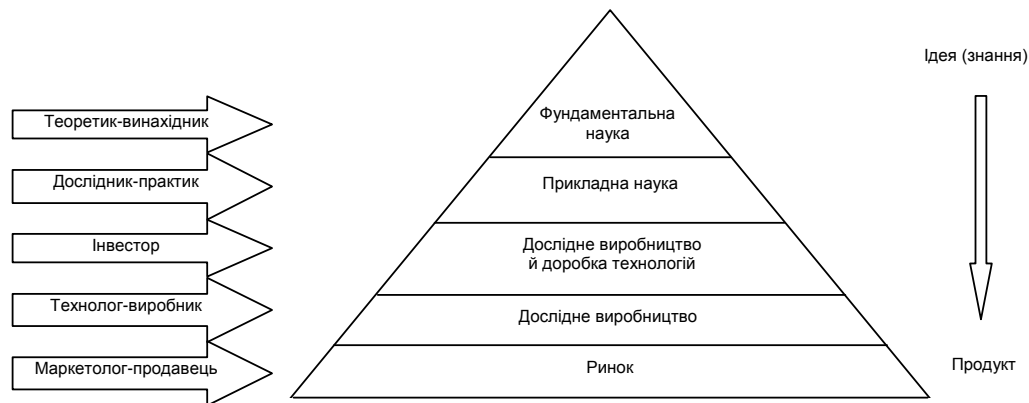 Ідея (знання)
Теоретик-винахідник
Фундаментальна
наука
Дослідник-практик
Прикладна наука
Інвестор
Дослідне виробництво
й доробка технологій
Технолог-виробник
Дослідне виробництво
Маркетолог-продавець
Ринок
Продукт